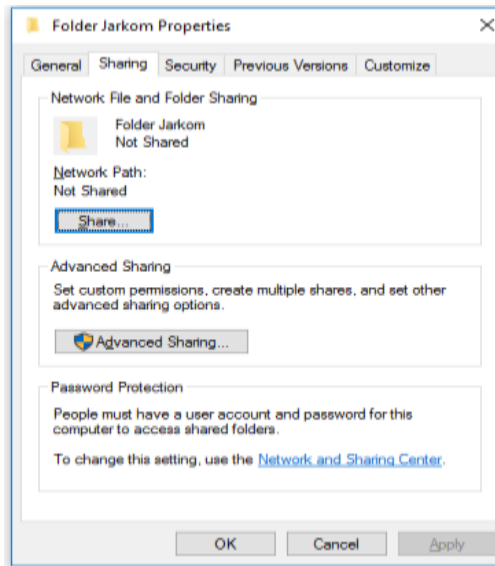 Folder Jarkom Properties
General Sharing Security Previous Versions Customize
Network File and Folder Sharing
Folder Jarkom
Not Shared
Network Path:
Not Shared
Share...
Advanced Sharing
Set custom permissions, create multiple shares, and set other
advanced sharing options.
Advanced Sharing...
Password Protection
People must have a user account and password for this
computer to access shared folders.
To change this setting, use the Network and Sharing Center.
OK Cancel Apply